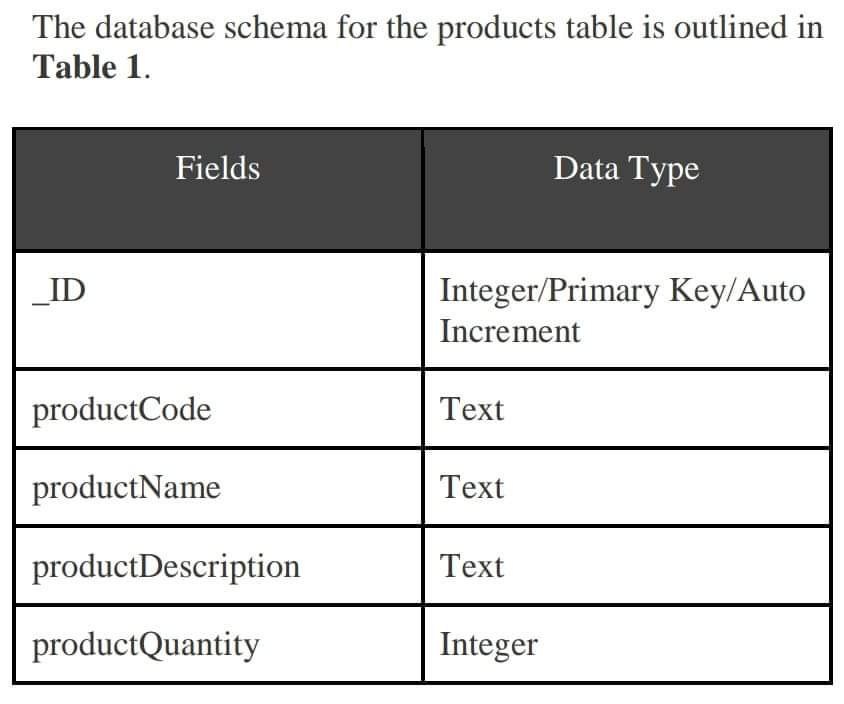 The database schema for the products table is outlined in
Table 1.
Fields
Data Type
_ID
Integer/Primary Key/Auto
Increment
productCode
Text
productName
Text
productDescription
Text
productQuantity
Integer